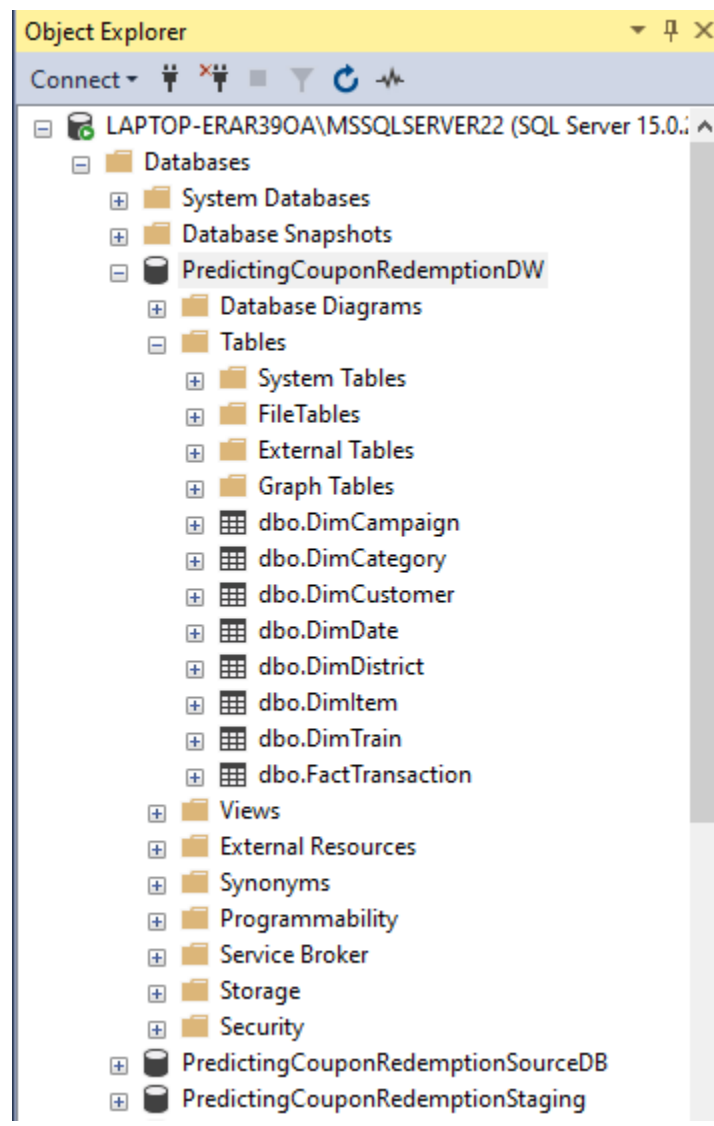 Object Explorer
Connect
LAPTOP-ERAR39OA\MSSQLSERVER22 (SQL Server 15.0.
Databases
System Databases
Database Snapshots
PredictingCouponRedemptionDW
Database Diagrams
Tables
System Tables
FileTables
External Tables
Graph Tables
dbo.DimCampaign
dbo.DimCategory
dbo.DimCustomer
dbo.DimDate
dbo.DimDistrict
dbo.DimItem
dbo.DimTrain
dbo.FactTransaction
Views
External Resources
Synonyms
Programmability
Service Broker
Storage
Security
PredictingCouponRedemptionSourceDB
PredictingCouponRedemptionStaging